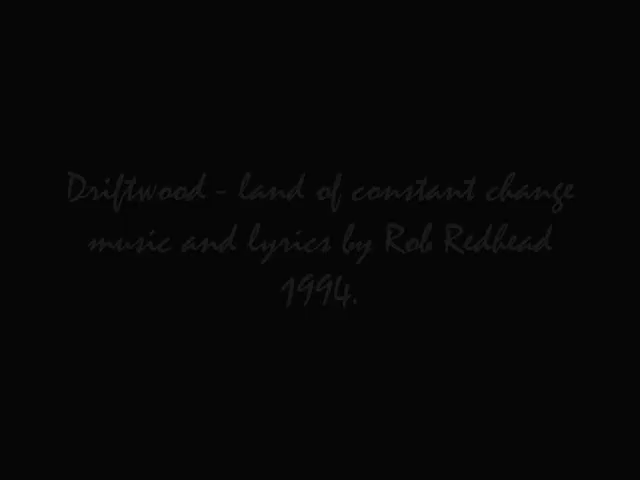 Driftwood - land of constant change
music and lyrics by Rob Redhead
1994.